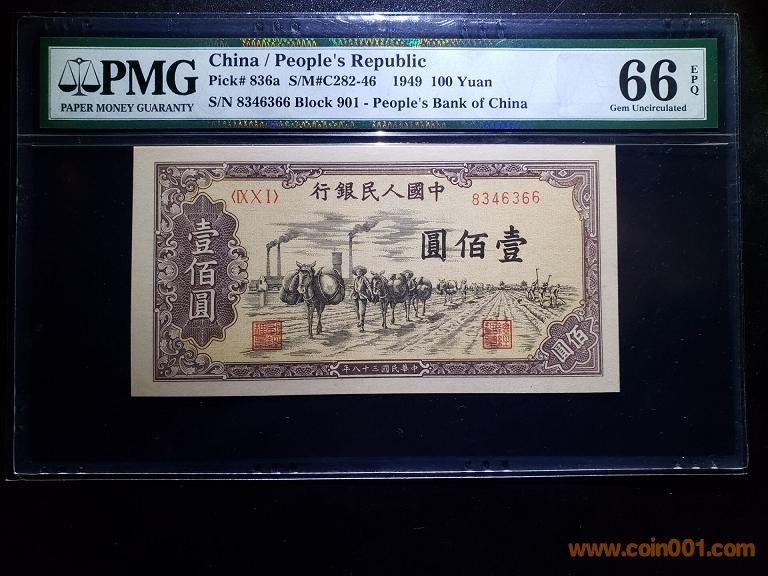 PMG
PAPER MONEY GUARANTY
China / People's Republic
Pick# 836a S/M#C282-46 1949 100 Yuan
S/N 8346366 Block 901 - People's Bank of China
66
EPQ
Gem Uncirculated
〈IX X I〉
行銀民人國中
8346366
圓佰壹
壹佰圓
佰圓
年八十三國民華中
www.coin001.com